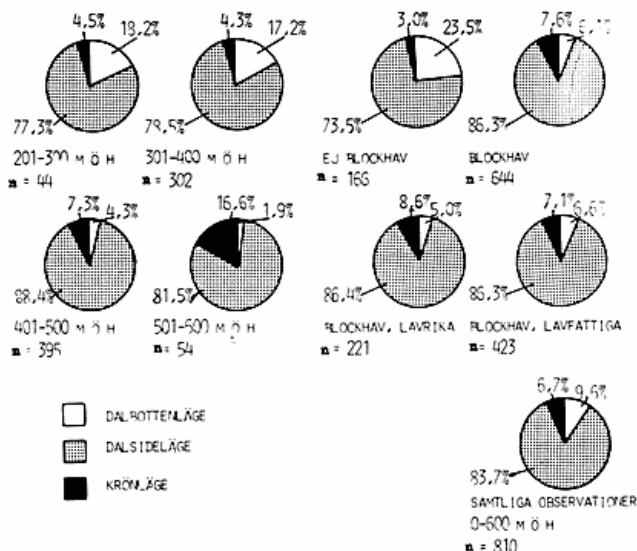 4,5% 18,2% 4,3% 17,2% 3,0% 23,5% 7,6% 6,1%
77,3% 78,5% 73,5% 86,3%
201-300 M Ö H 301-400 M Ö H EJ BLOCKHAV BLOCKHAV
n = 44 n = 302 n = 166 n = 644
7,3% 4,3% 16,6% 1,9% 8,6% 5,0% 7,1% 6,6%
88,4% 81,5% 86,4% 86,3%
401-500 M Ö H 501-600 M Ö H BLOCKHAV, LAVRIKA BLOCKHAV, LAVFATTIGA
n = 395 n = 54 n = 221 n = 423
DALBOTTENLÄGE
DALSIDELÄGE
KRÖNLÄGE
6,7% 9,6%
83,7%
SAMTLIGA OBSERVATIONER
0-600 M Ö H
n = 810